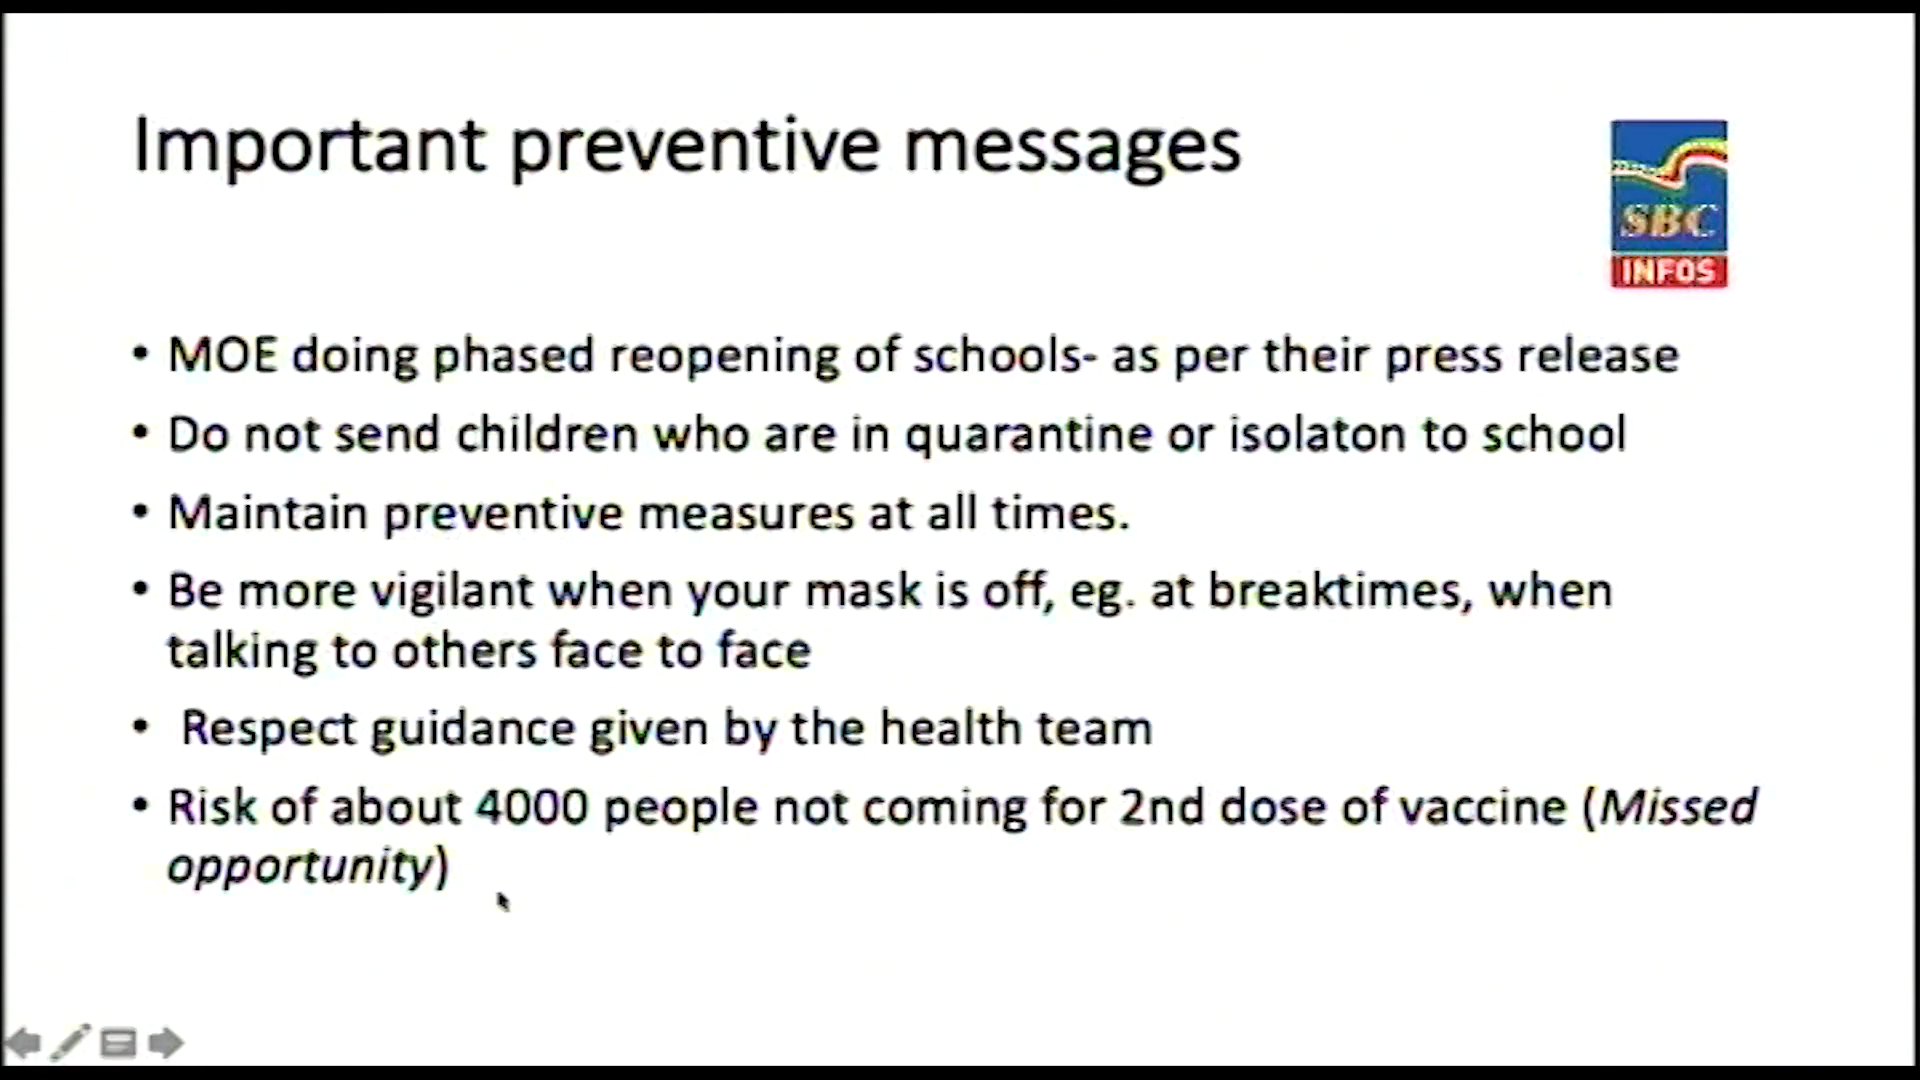 Important preventive messages
SBC
INFOS
• MOE doing phased reopening of schools- as per their press release
• Do not send children who are in quarantine or isolaton to school
• Maintain preventive measures at all times.
• Be more vigilant when your mask is off, eg. at breaktimes, when
talking to others face to face
• Respect guidance given by the health team
• Risk of about 4000 people not coming for 2nd dose of vaccine (Missed
opportunity)